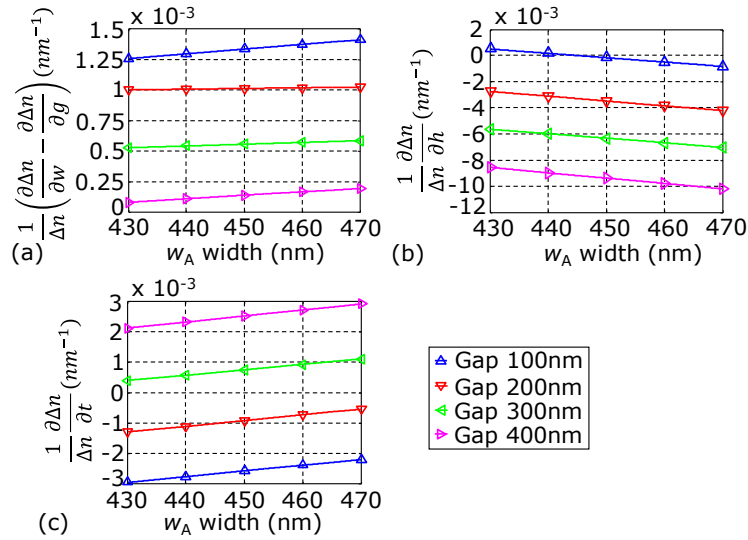 x 10⁻³
1.5
1.25
1
0.75
0.5
0.25
0
430 440 450 460 470
w_A width (nm)
1/Δn (∂Δn/∂w − ∂Δn/∂g) (nm⁻¹)
(a)
x 10⁻³
2
0
-2
-4
-6
-8
-10
-12
430 440 450 460 470
w_A width (nm)
1/Δn ∂Δn/∂h (nm⁻¹)
(b)
x 10⁻³
3
2
1
0
-1
-2
-3
430 440 450 460 470
w_A width (nm)
1/Δn ∂Δn/∂t (nm⁻¹)
(c)
Gap 100nm
Gap 200nm
Gap 300nm
Gap 400nm